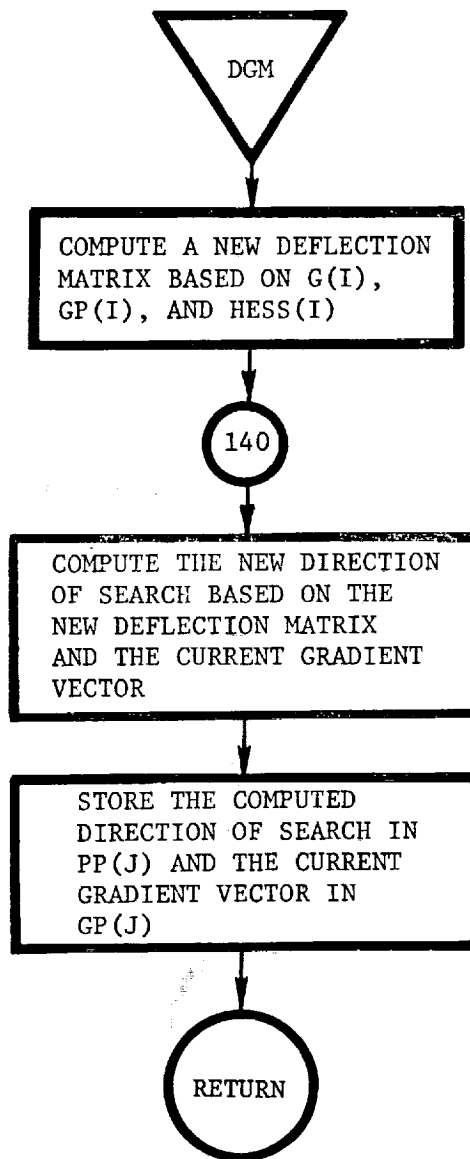 DGM
COMPUTE A NEW DEFLECTION
MATRIX BASED ON G(I),
GP(I), AND HESS(I)
140
COMPUTE THE NEW DIRECTION
OF SEARCH BASED ON THE
NEW DEFLECTION MATRIX
AND THE CURRENT GRADIENT
VECTOR
STORE THE COMPUTED
DIRECTION OF SEARCH IN
PP(J) AND THE CURRENT
GRADIENT VECTOR IN
GP(J)
RETURN